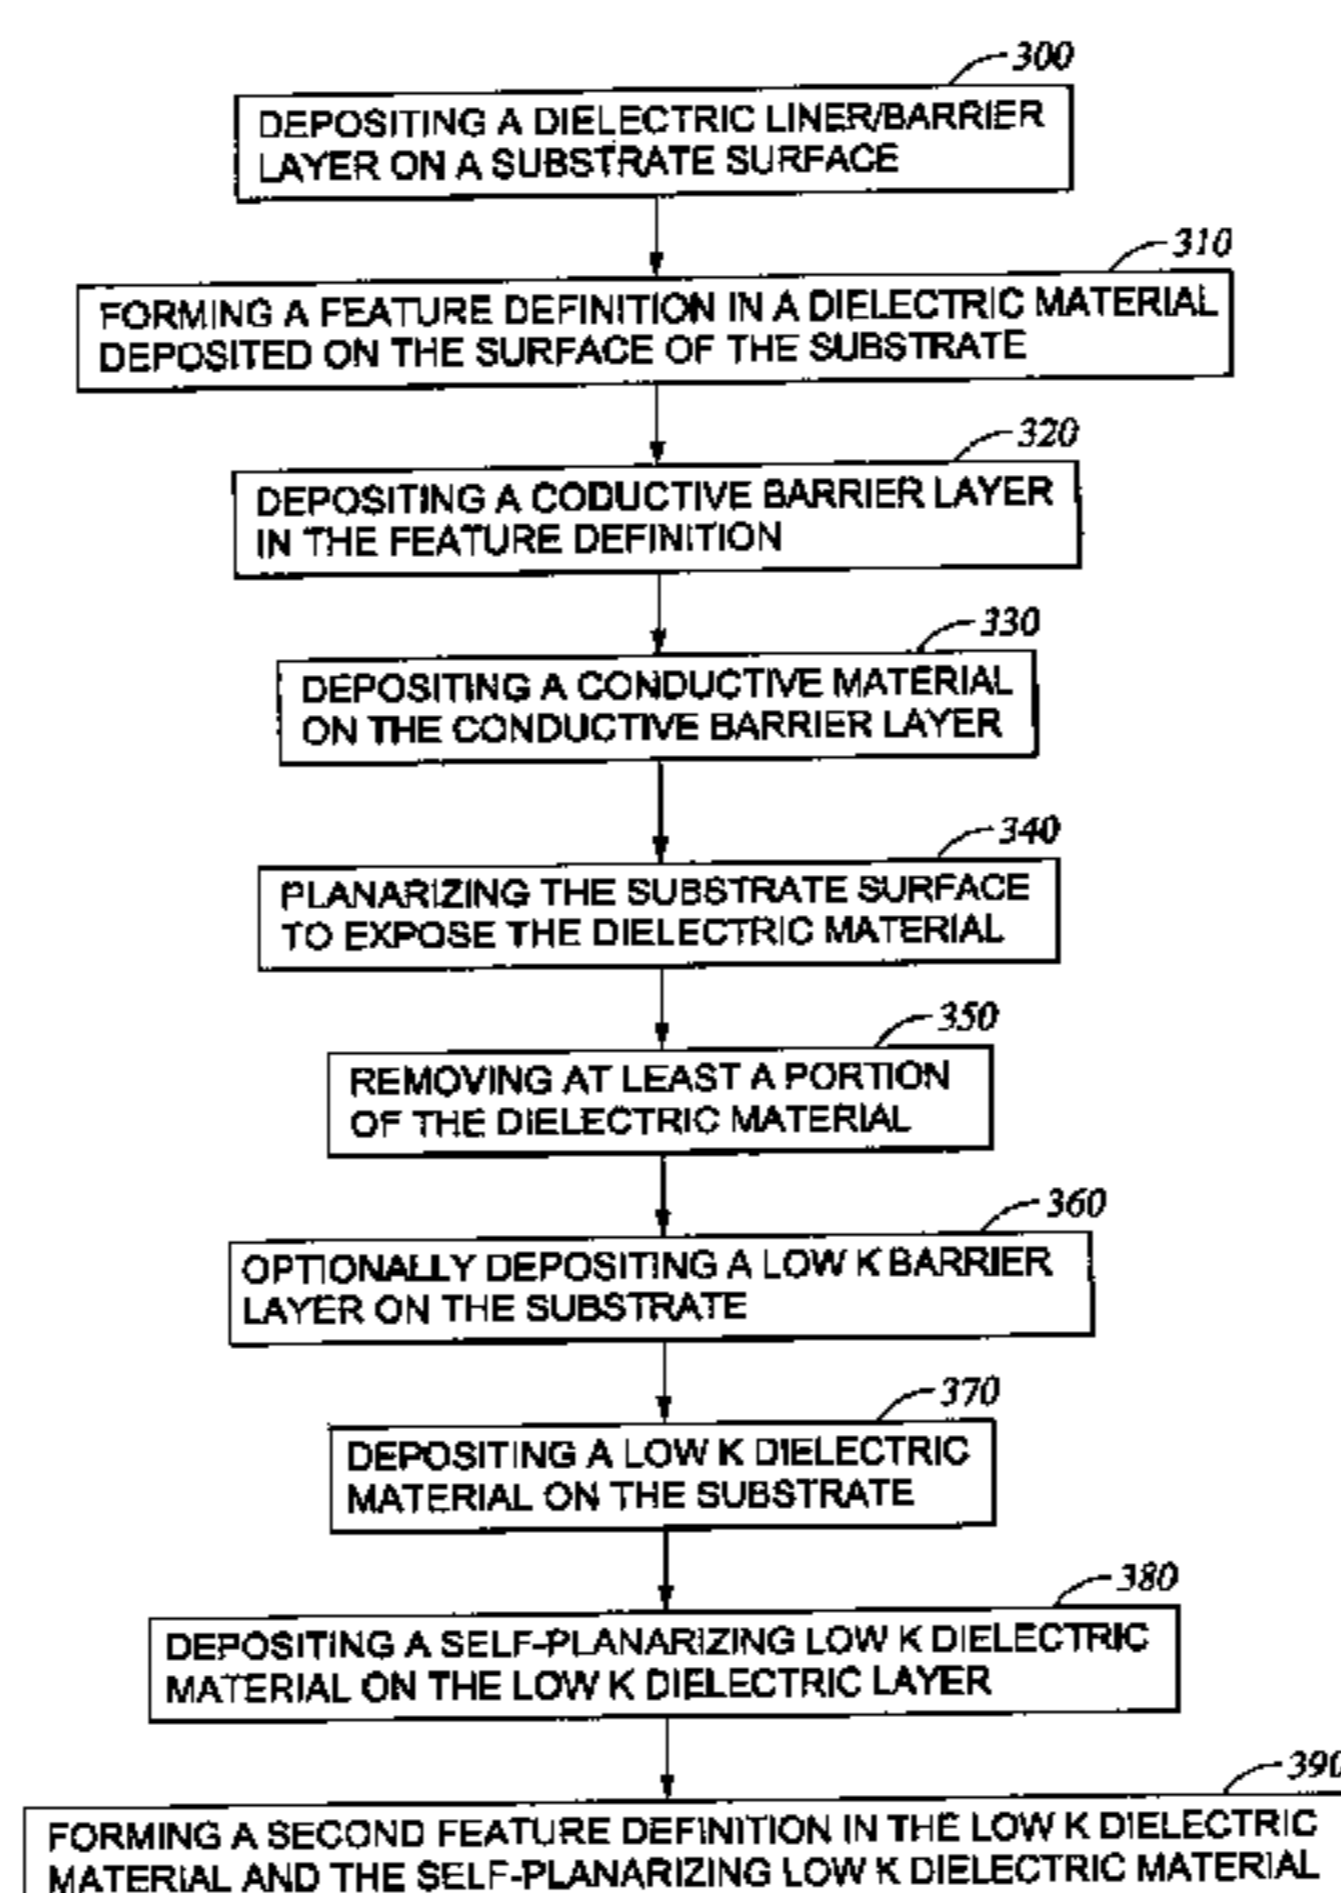 300
DEPOSITING A DIELECTRIC LINER/BARRIER
LAYER ON A SUBSTRATE SURFACE
310
FORMING A FEATURE DEFINITION IN A DIELECTRIC MATERIAL
DEPOSITED ON THE SURFACE OF THE SUBSTRATE
320
DEPOSITING A CODUCTIVE BARRIER LAYER
IN THE FEATURE DEFINITION
330
DEPOSITING A CONDUCTIVE MATERIAL
ON THE CONDUCTIVE BARRIER LAYER
340
PLANARIZING THE SUBSTRATE SURFACE
TO EXPOSE THE DIELECTRIC MATERIAL
350
REMOVING AT LEAST A PORTION
OF THE DIELECTRIC MATERIAL
360
OPTIONALLY DEPOSITING A LOW K BARRIER
LAYER ON THE SUBSTRATE
370
DEPOSITING A LOW K DIELECTRIC
MATERIAL ON THE SUBSTRATE
380
DEPOSITING A SELF-PLANARIZING LOW K DIELECTRIC
MATERIAL ON THE LOW K DIELECTRIC LAYER
390
FORMING A SECOND FEATURE DEFINITION IN THE LOW K DIELECTRIC
MATERIAL AND THE SELF-PLANARIZING LOW K DIELECTRIC MATERIAL